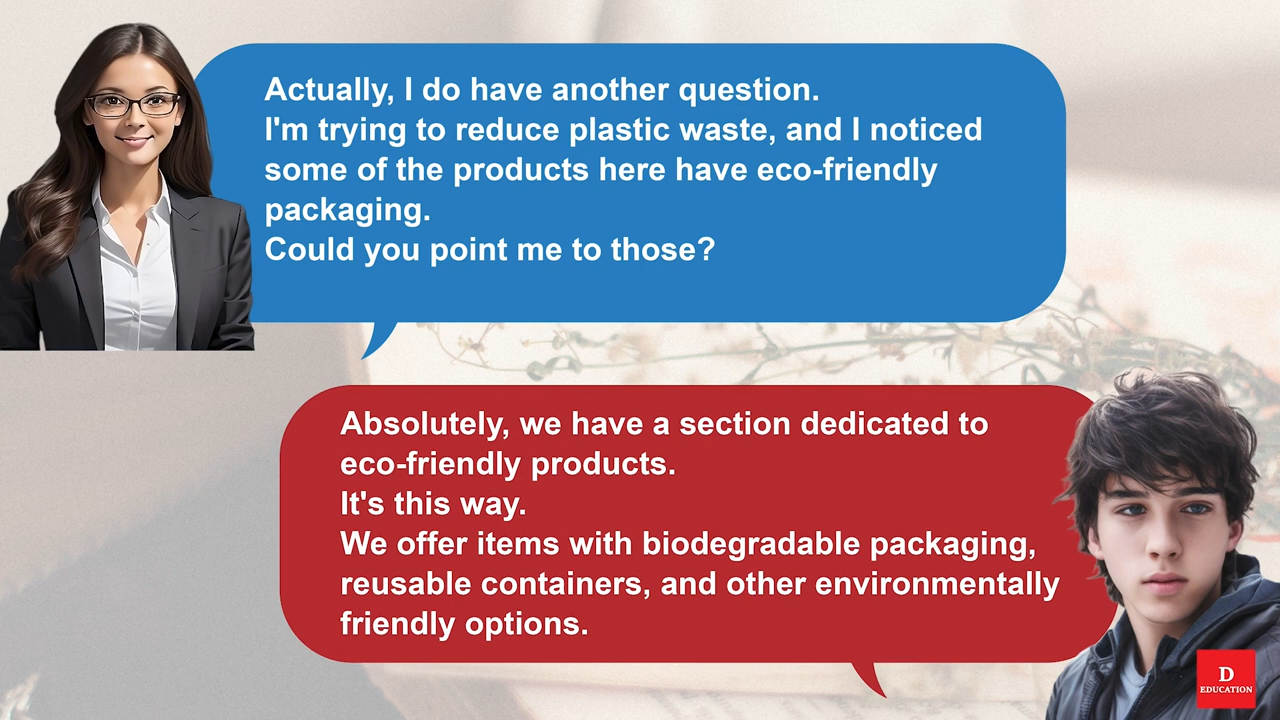 Actually, I do have another question.
I'm trying to reduce plastic waste, and I noticed
some of the products here have eco-friendly
packaging.
Could you point me to those?
Absolutely, we have a section dedicated to
eco-friendly products.
It's this way.
We offer items with biodegradable packaging,
reusable containers, and other environmentally
friendly options.
D
EDUCATION